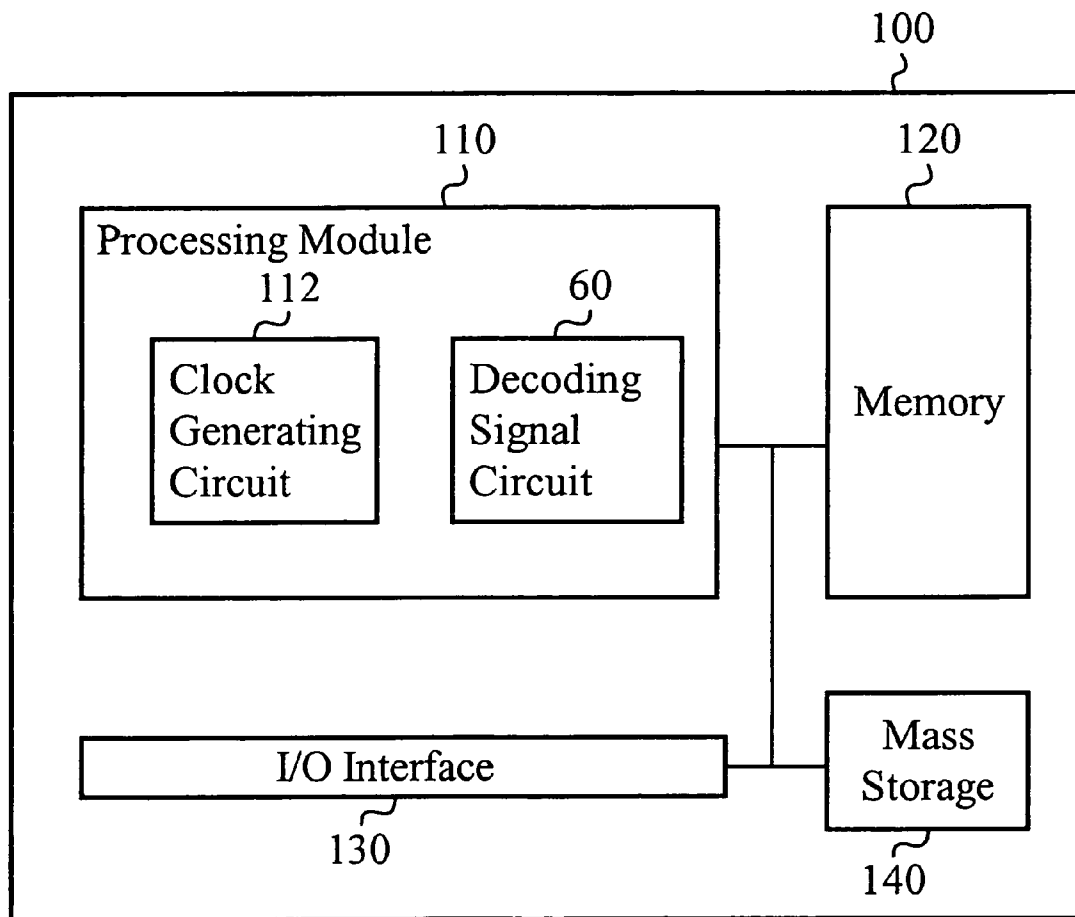 100
110
120
Processing Module
112
60
Clock
Generating
Circuit
Decoding
Signal
Circuit
Memory
I/O Interface
130
Mass
Storage
140